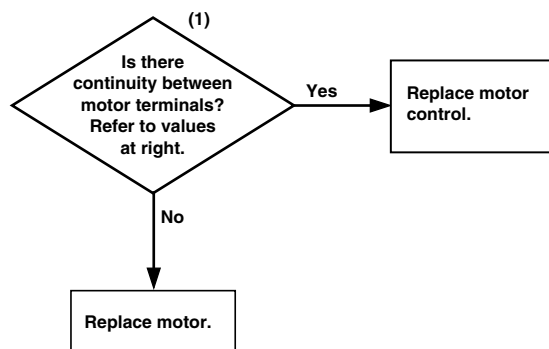 (1)
Is there
continuity between
motor terminals?
Refer to values
at right.
Yes
Replace motor
control.
No
Replace motor.